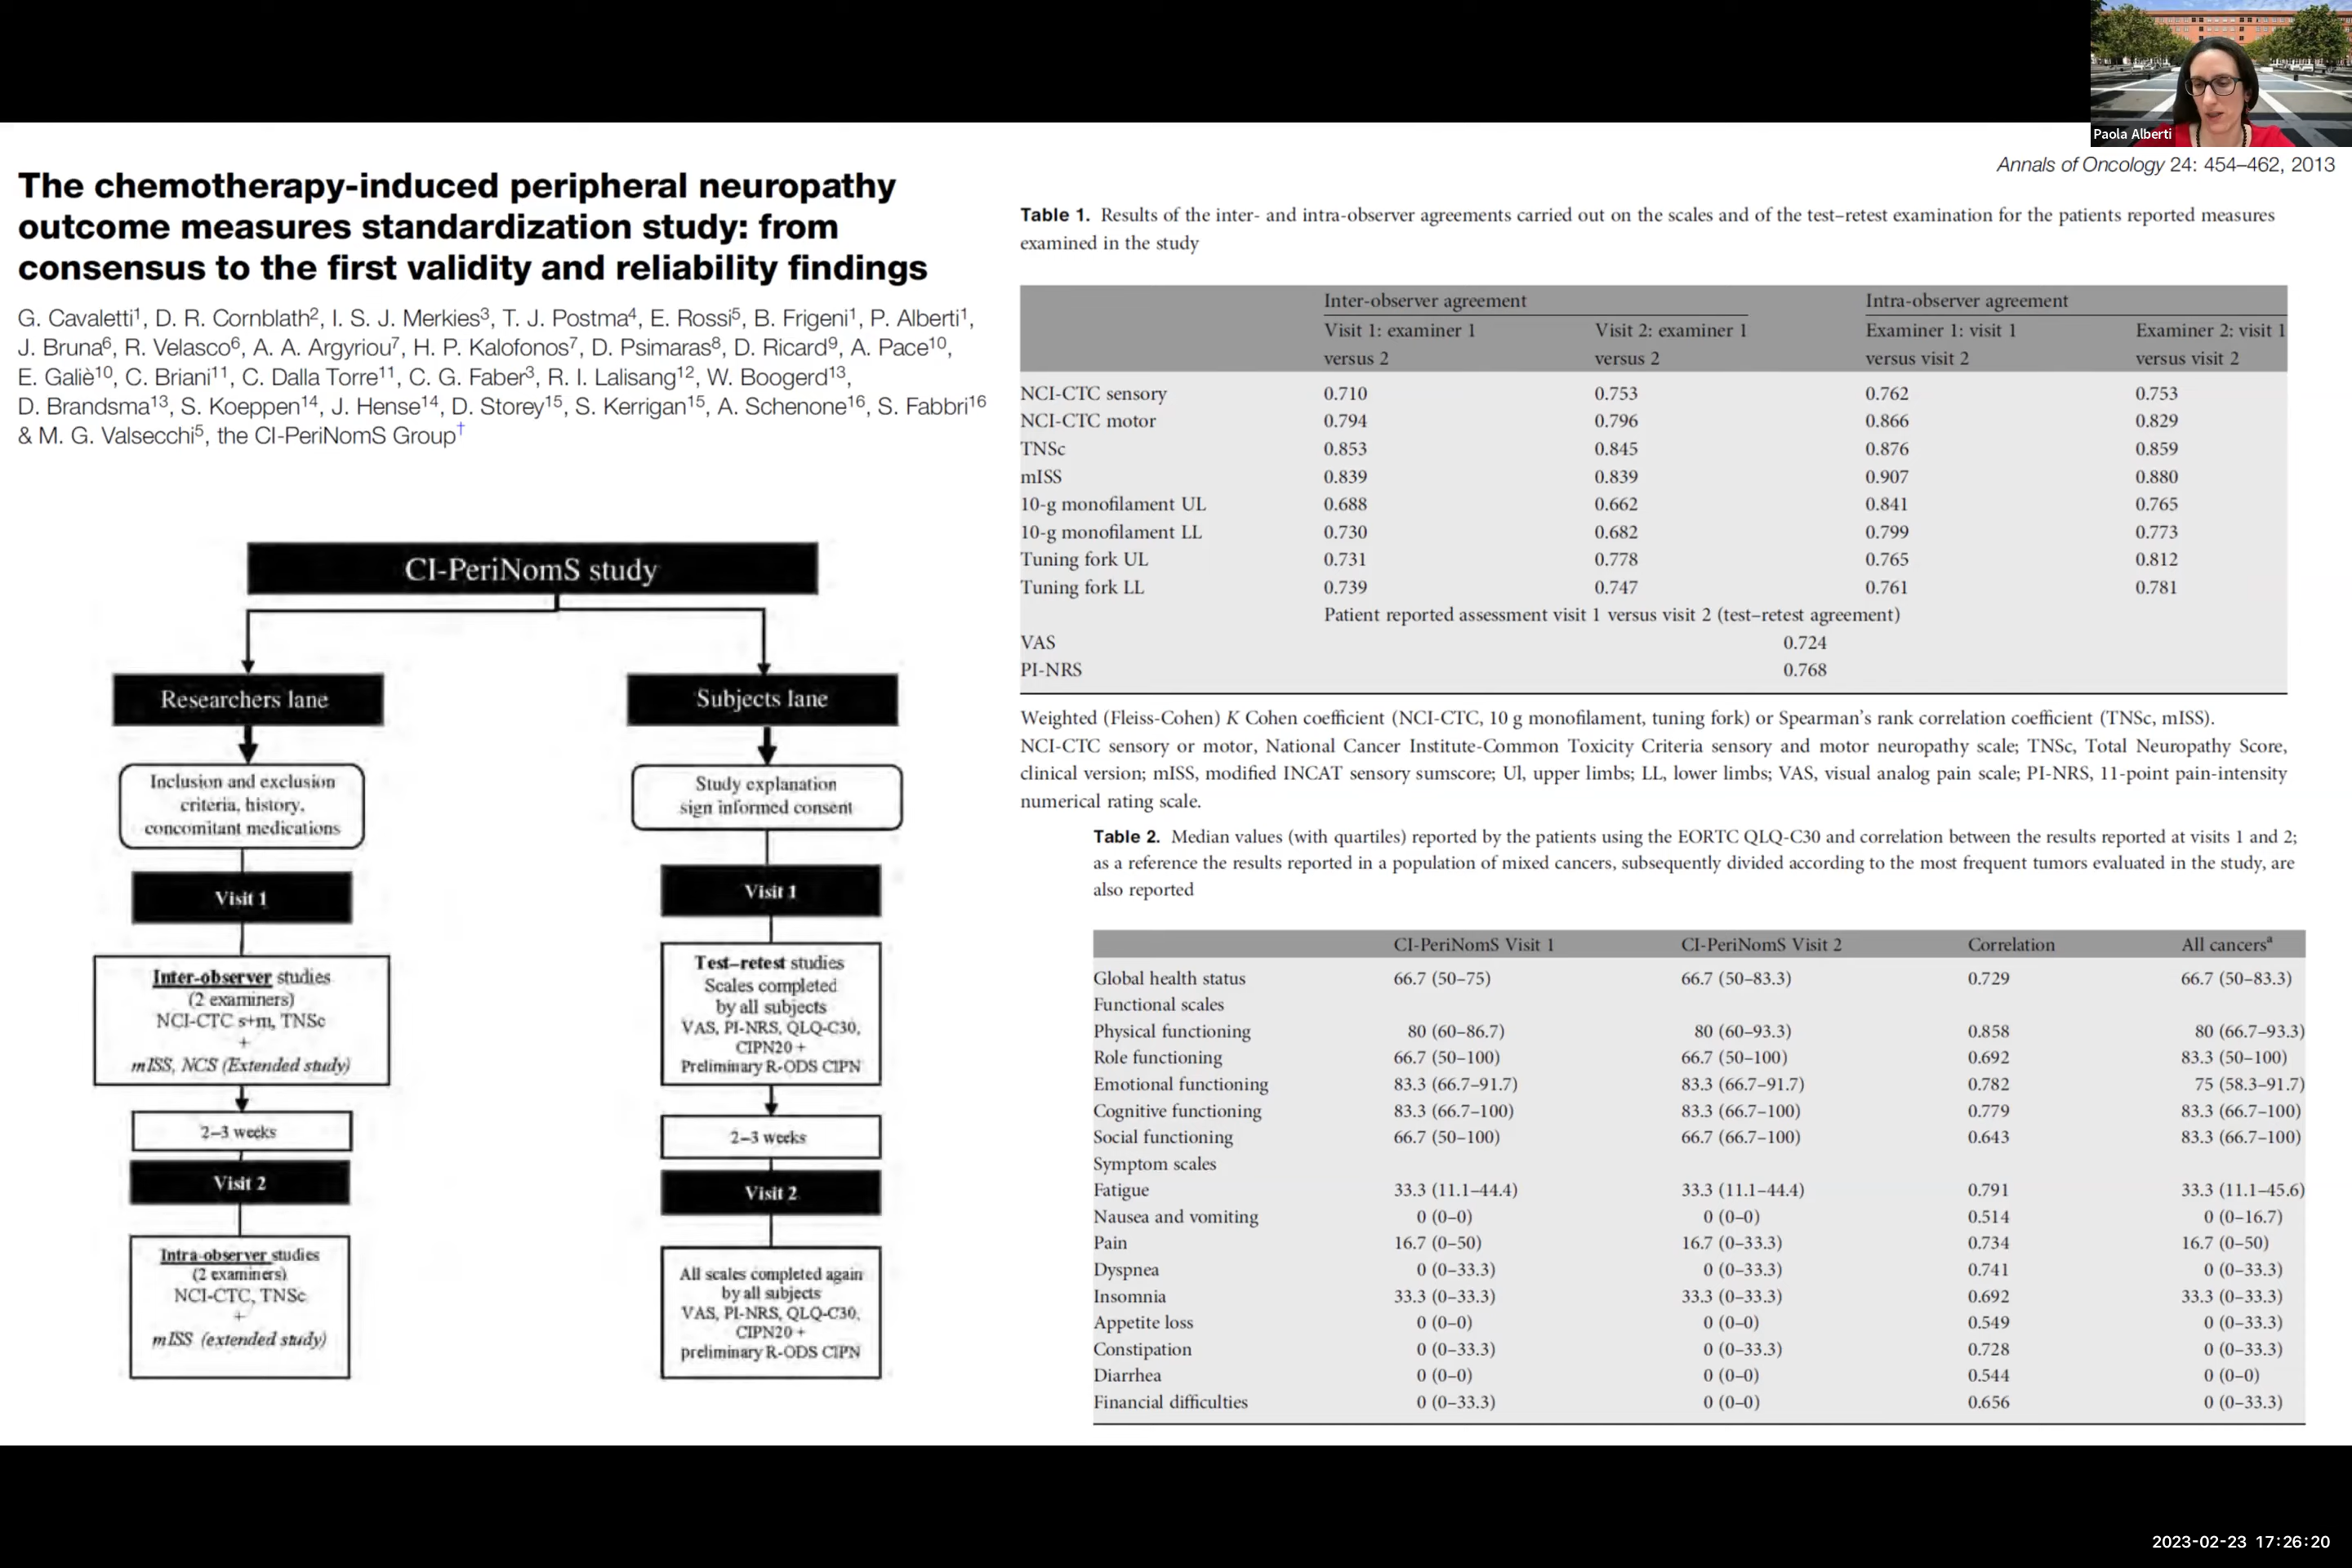 Paola Alberti
Annals of Oncology 24: 454–462, 2013
The chemotherapy-induced peripheral neuropathy
outcome measures standardization study: from
consensus to the first validity and reliability findings
G. Cavaletti1, D. R. Cornblath2, I. S. J. Merkies3, T. J. Postma4, E. Rossi5, B. Frigeni1, P. Alberti1,
J. Bruna6, R. Velasco6, A. A. Argyriou7, H. P. Kalofonos7, D. Psimaras8, D. Ricard9, A. Pace10,
E. Galiè10, C. Briani11, C. Dalla Torre11, C. G. Faber3, R. I. Lalisang12, W. Boogerd13,
D. Brandsma13, S. Koeppen14, J. Hense14, D. Storey15, S. Kerrigan15, A. Schenone16, S. Fabbri16
& M. G. Valsecchi5, the CI-PeriNomS Group†
CI-PeriNomS study
Researchers lane
Inclusion and exclusion
criteria, history,
concomitant medications
Visit 1
Inter-observer studies
(2 examiners)
NCI-CTC s+m, TNSc
+
mISS, NCS (Extended study)
2–3 weeks
Visit 2
Intra-observer studies
(2 examiners)
NCI-CTC, TNSc
+
mISS (extended study)
Subjects lane
Study explanation
sign informed consent
Visit 1
Test–retest studies
Scales completed
by all subjects
VAS, PI-NRS, QLQ-C30,
CIPN20 +
Preliminary R-ODS CIPN
2–3 weeks
Visit 2
All scales completed again
by all subjects
VAS, PI-NRS, QLQ-C30,
CIPN20 +
preliminary R-ODS CIPN
Table 1. Results of the inter- and intra-observer agreements carried out on the scales and of the test–retest examination for the patients reported measures
examined in the study
Inter-observer agreement Intra-observer agreement
Visit 1: examiner 1 Visit 2: examiner 1 Examiner 1: visit 1 Examiner 2: visit 1
versus 2 versus 2 versus visit 2 versus visit 2
NCI-CTC sensory 0.710 0.753 0.762 0.753
NCI-CTC motor 0.794 0.796 0.866 0.829
TNSc 0.853 0.845 0.876 0.859
mISS 0.839 0.839 0.907 0.880
10-g monofilament UL 0.688 0.662 0.841 0.765
10-g monofilament LL 0.730 0.682 0.799 0.773
Tuning fork UL 0.731 0.778 0.765 0.812
Tuning fork LL 0.739 0.747 0.761 0.781
Patient reported assessment visit 1 versus visit 2 (test–retest agreement)
VAS 0.724
PI-NRS 0.768
Weighted (Fleiss-Cohen) K Cohen coefficient (NCI-CTC, 10 g monofilament, tuning fork) or Spearman's rank correlation coefficient (TNSc, mISS).
NCI-CTC sensory or motor, National Cancer Institute-Common Toxicity Criteria sensory and motor neuropathy scale; TNSc, Total Neuropathy Score,
clinical version; mISS, modified INCAT sensory sumscore; Ul, upper limbs; LL, lower limbs; VAS, visual analog pain scale; PI-NRS, 11-point pain-intensity
numerical rating scale.
Table 2. Median values (with quartiles) reported by the patients using the EORTC QLQ-C30 and correlation between the results reported at visits 1 and 2;
as a reference the results reported in a population of mixed cancers, subsequently divided according to the most frequent tumors evaluated in the study, are
also reported
CI-PeriNomS Visit 1 CI-PeriNomS Visit 2 Correlation All cancersa
Global health status 66.7 (50–75) 66.7 (50–83.3) 0.729 66.7 (50–83.3)
Functional scales
Physical functioning 80 (60–86.7) 80 (60–93.3) 0.858 80 (66.7–93.3)
Role functioning 66.7 (50–100) 66.7 (50–100) 0.692 83.3 (50–100)
Emotional functioning 83.3 (66.7–91.7) 83.3 (66.7–91.7) 0.782 75 (58.3–91.7)
Cognitive functioning 83.3 (66.7–100) 83.3 (66.7–100) 0.779 83.3 (66.7–100)
Social functioning 66.7 (50–100) 66.7 (66.7–100) 0.643 83.3 (66.7–100)
Symptom scales
Fatigue 33.3 (11.1–44.4) 33.3 (11.1–44.4) 0.791 33.3 (11.1–45.6)
Nausea and vomiting 0 (0–0) 0 (0–0) 0.514 0 (0–16.7)
Pain 16.7 (0–50) 16.7 (0–33.3) 0.734 16.7 (0–50)
Dyspnea 0 (0–33.3) 0 (0–33.3) 0.741 0 (0–33.3)
Insomnia 33.3 (0–33.3) 33.3 (0–33.3) 0.692 33.3 (0–33.3)
Appetite loss 0 (0–0) 0 (0–0) 0.549 0 (0–33.3)
Constipation 0 (0–33.3) 0 (0–33.3) 0.728 0 (0–33.3)
Diarrhea 0 (0–0) 0 (0–0) 0.544 0 (0–0)
Financial difficulties 0 (0–33.3) 0 (0–0) 0.656 0 (0–33.3)
2023-02-23 17:26:20